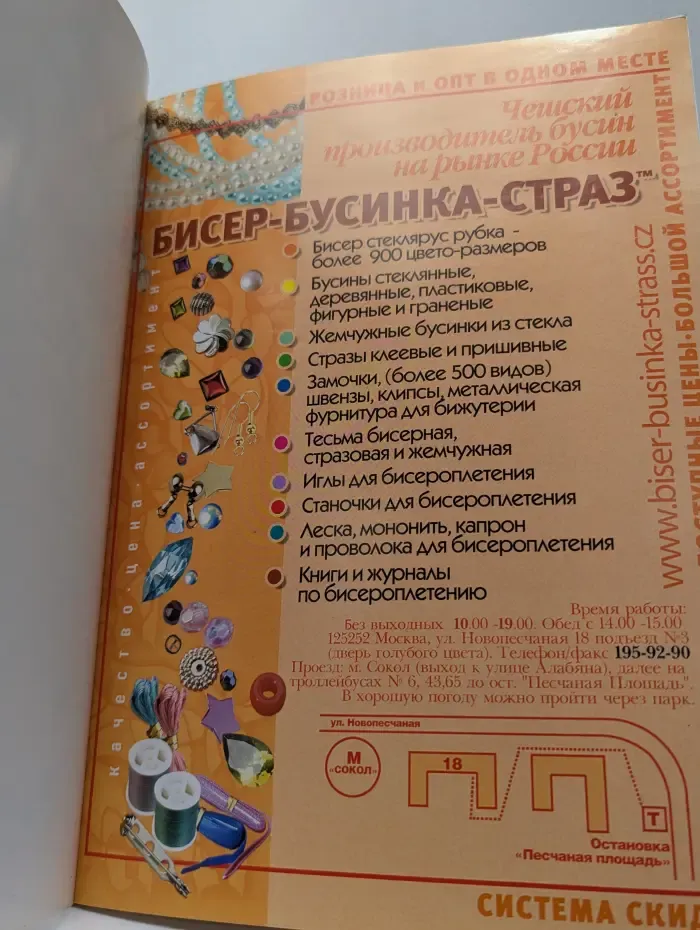 РОЗНИЦА и ОПТ В ОДНОМ МЕСТЕ
Чешский
производитель бусин
на рынке России
БИСЕР-БУСИНКА-СТРАЗ™
Бисер стеклярус рубка -
более 900 цвето-размеров
Бусины стеклянные,
деревянные, пластиковые,
фигурные и граненые
Жемчужные бусинки из стекла
Стразы клеевые и пришивные
Замочки, (более 500 видов)
швензы, клипсы, металлическая
фурнитура для бижутерии
Тесьма бисерная,
стразовая и жемчужная
Иглы для бисероплетения
Станочки для бисероплетения
Леска, мононить, капрон
и проволока для бисероплетения
Книги и журналы
по бисероплетению
качество·цена·ассортимент
www.biser-businka-strass.cz
ДОСТУПНЫЕ ЦЕНЫ·БОЛЬШОЙ АССОРТИМЕНТ
Время работы:
Без выходных 10.00 -19.00. Обед с 14.00 -15.00
125252 Москва, ул. Новопесчаная 18 подъезд №3
(дверь голубого цвета). Телефон/факс 195-92-90
Проезд: м. Сокол (выход к улице Алабяна), далее на
троллейбусах № 6, 43,65 до ост. "Песчаная Площадь".
В хорошую погоду можно пройти через парк.
ул. Новопесчаная
М
«СОКОЛ»
18
Т
Остановка
«Песчаная площадь»
СИСТЕМА